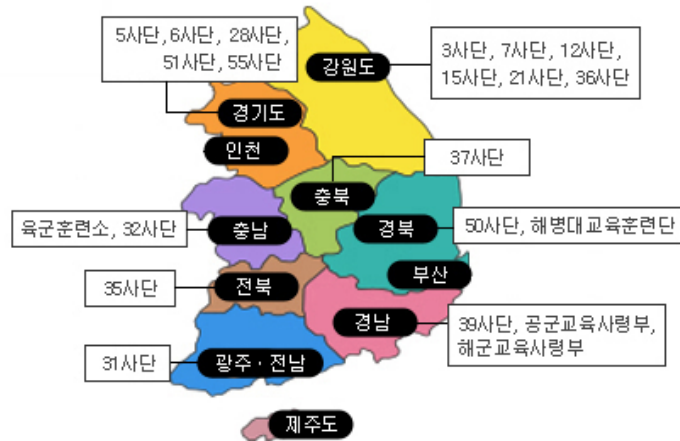 5사단, 6사단, 28사단,
51사단, 55사단
강원도
3사단, 7사단, 12사단,
15사단, 21사단, 36사단
경기도
인천
37사단
충북
육군훈련소, 32사단
충남
경북
50사단, 해병대교육훈련단
부산
35사단
전북
경남
39사단, 공군교육사령부,
해군교육사령부
31사단
광주·전남
제주도